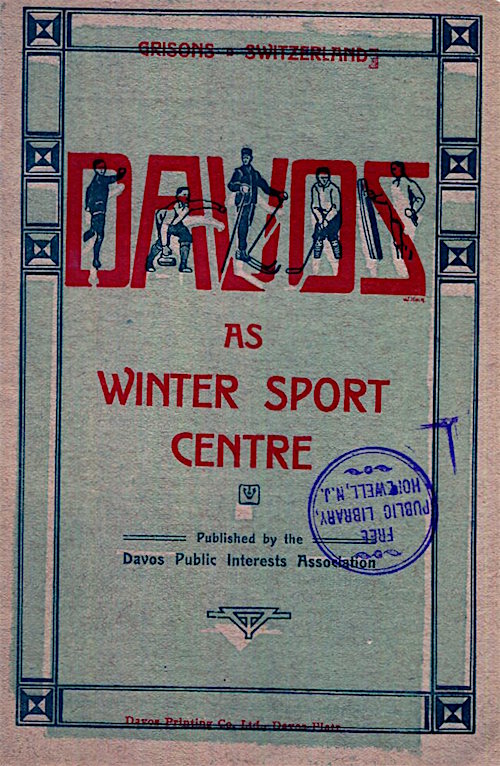 GRISONS = SWITZERLAND
DAVOS
AS
WINTER SPORT
CENTRE
Published by the
Davos Public Interests Association
FREE
PUBLIC LIBRARY,
HOPEWELL, N.J.
Davos Printing Co. Ltd., Davos-Platz